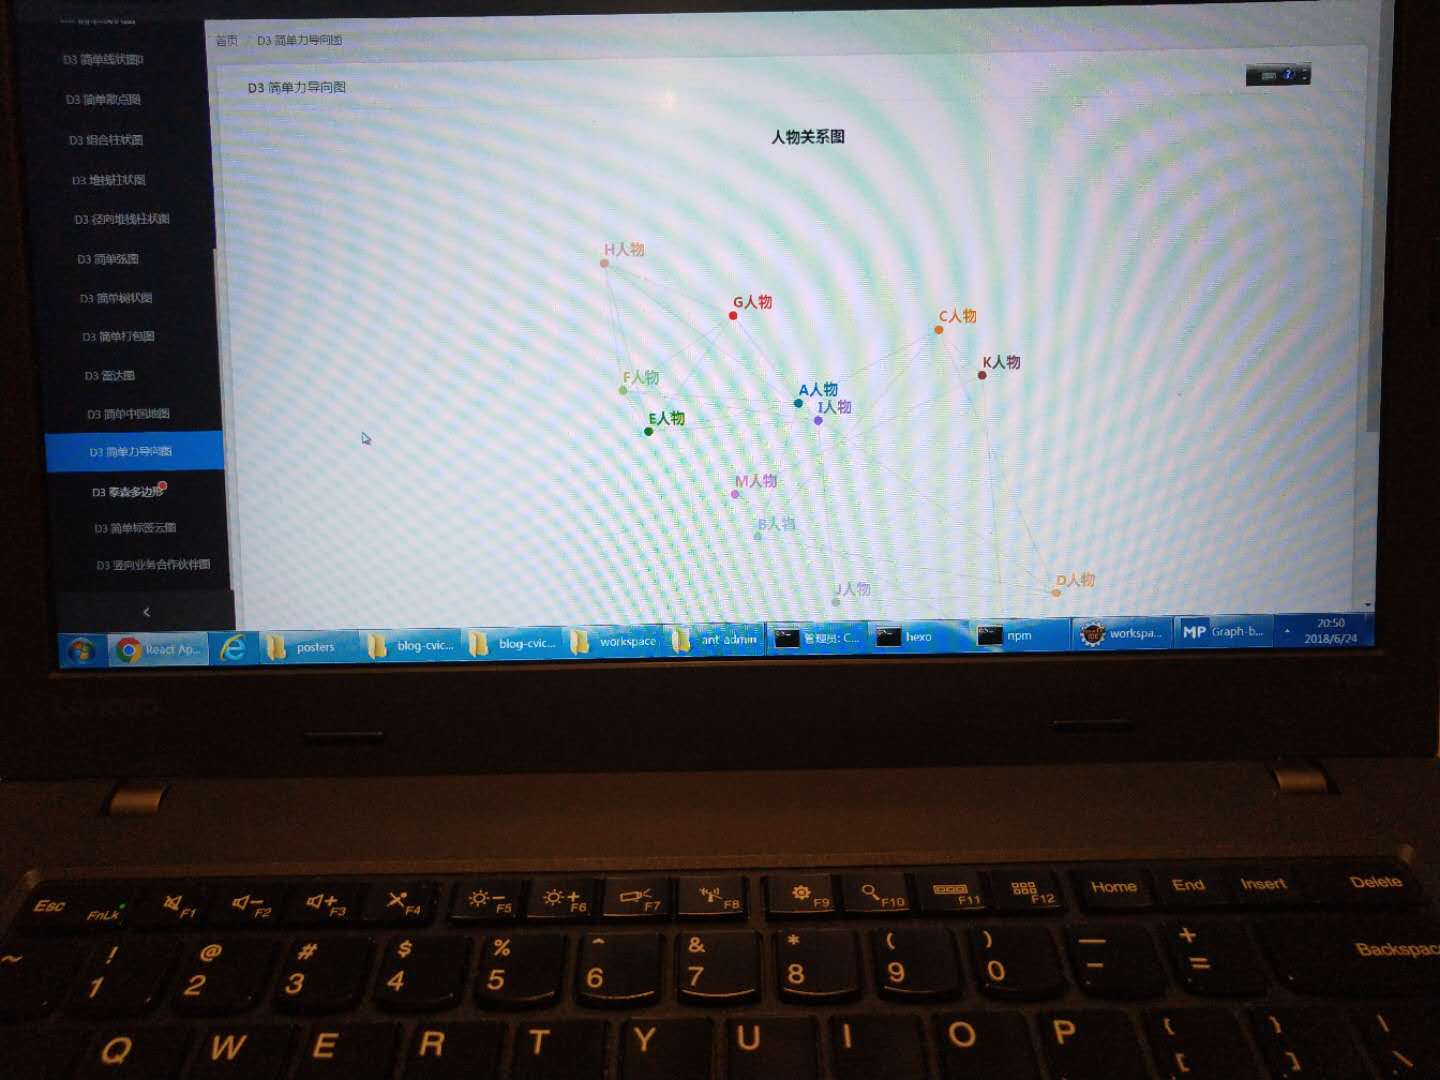 首页 D3 简单力导向图
D3 简单线状图
D3 简单散点图
D3 组合柱状图
D3 堆栈柱状图
D3 径向堆栈柱状图
D3 简单弦图
D3 简单树状图
D3 简单打包图
D3 雷达图
D3 简单中国地图
D3 简单力导向图
D3 泰森多边形
D3 简单标签云图
D3 竖向业务合作伙伴图
D3 简单力导向图
人物关系图
H人物
G人物
C人物
K人物
F人物
A人物
I人物
E人物
M人物
B人物
J人物
D人物
React Ap...
posters
blog-cvic...
blog-cvic...
workspace
ant-admin
管理员: C...
hexo
npm
workspa...
MP Graph-b...
20:50
2018/6/24
Esc FnLk F1 F2 F3 F4 F5 F6 F7 F8 F9 F10 F11 F12 Home End Insert Delete
~ ! @ # $ % ^ & * ( ) — +
1 2 3 4 5 6 7 8 9 0 - = Backspac
Q W E R T Y U I O P { } |
[ ] \